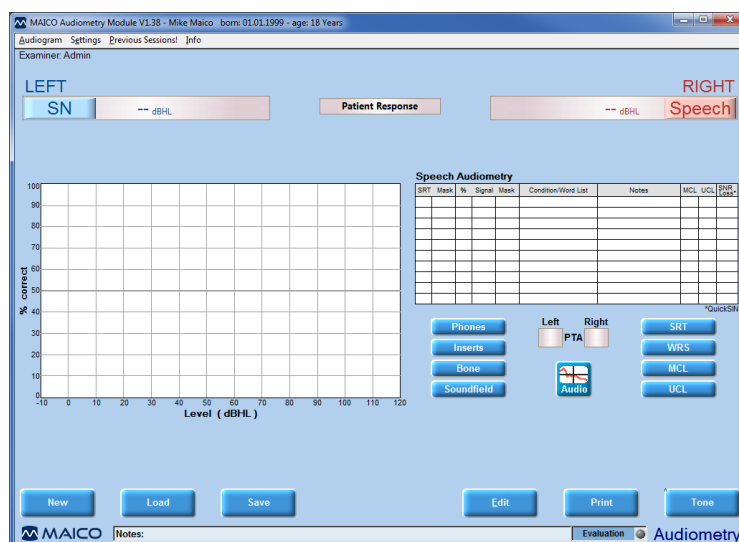 MAICO Audiometry Module V1.38 - Mike Maico born: 01.01.1999 - age: 18 Years
Audiogram Settings Previous Sessions! Info
Examiner: Admin
LEFT
RIGHT
SN
-- dBHL
Patient Response
-- dBHL
Speech
Speech Audiometry
SRT Mask % Signal Mask Condition/Word List Notes MCL UCL SNR Loss*
*QuickSIN
% correct
100
90
80
70
60
50
40
30
20
10
0
-10 0 10 20 30 40 50 60 70 80 90 100 110 120
Level ( dBHL )
Phones
Inserts
Bone
Soundfield
Left Right
PTA
Audio
SRT
WRS
MCL
UCL
New Load Save Edit Print Tone
MAICO Notes: Evaluation Audiometry